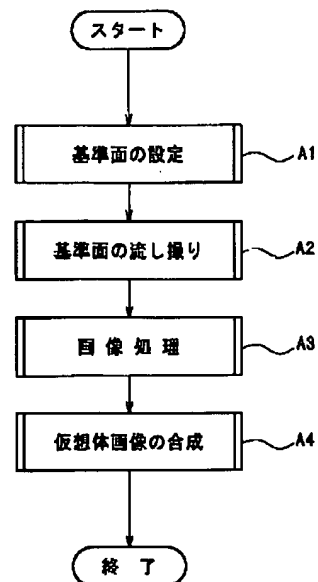 スタート
基準面の設定 A1
基準面の流し撮り A2
画像処理 A3
仮想体画像の合成 A4
終了